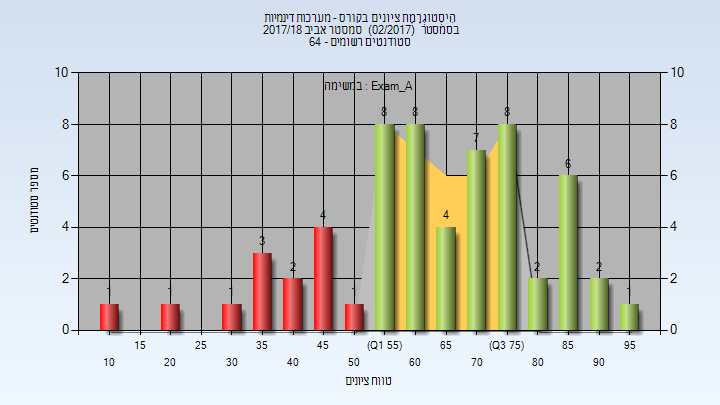 היסטוגרמת ציונים בקורס - מערכות דינמיות
בסמסטר (02/2017) סמסטר אביב 2017/18
סטודנטים רשומים - 64
במשימה : Exam_A
מספר סטודנטים
10 10
8 8
6 6
4 4
2 2
0 0
1 1 1 3 2 4 1 8 8 4 7 8 2 6 2 1
15 25 35 45 (Q1 55) 65 (Q3 75) 85 95
10 20 30 40 50 60 70 80 90
טווח ציונים